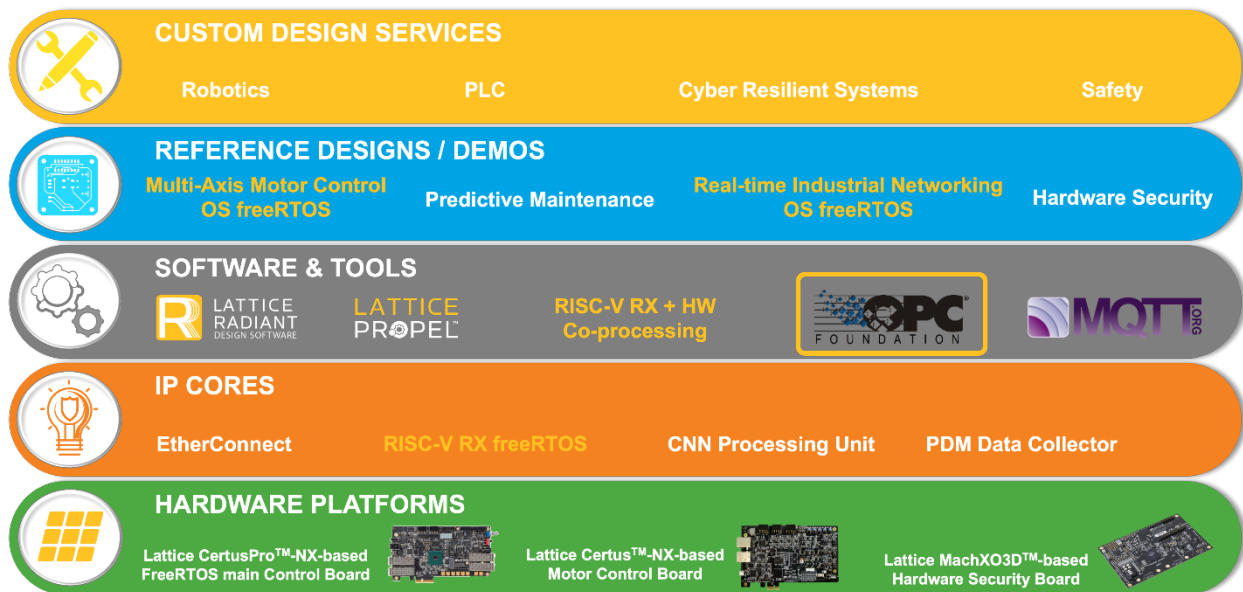 CUSTOM DESIGN SERVICES
Robotics PLC Cyber Resilient Systems Safety
REFERENCE DESIGNS / DEMOS
Multi-Axis Motor Control
OS freeRTOS
Predictive Maintenance
Real-time Industrial Networking
OS freeRTOS
Hardware Security
SOFTWARE & TOOLS
LATTICE
RADIANT
DESIGN SOFTWARE
LATTICE
PROPEL™
RISC-V RX + HW
Co-processing
OPC®
FOUNDATION
MQTT.ORG
IP CORES
EtherConnect RISC-V RX freeRTOS CNN Processing Unit PDM Data Collector
HARDWARE PLATFORMS
Lattice CertusPro™-NX-based
FreeRTOS main Control Board
Lattice Certus™-NX-based
Motor Control Board
Lattice MachXO3D™-based
Hardware Security Board